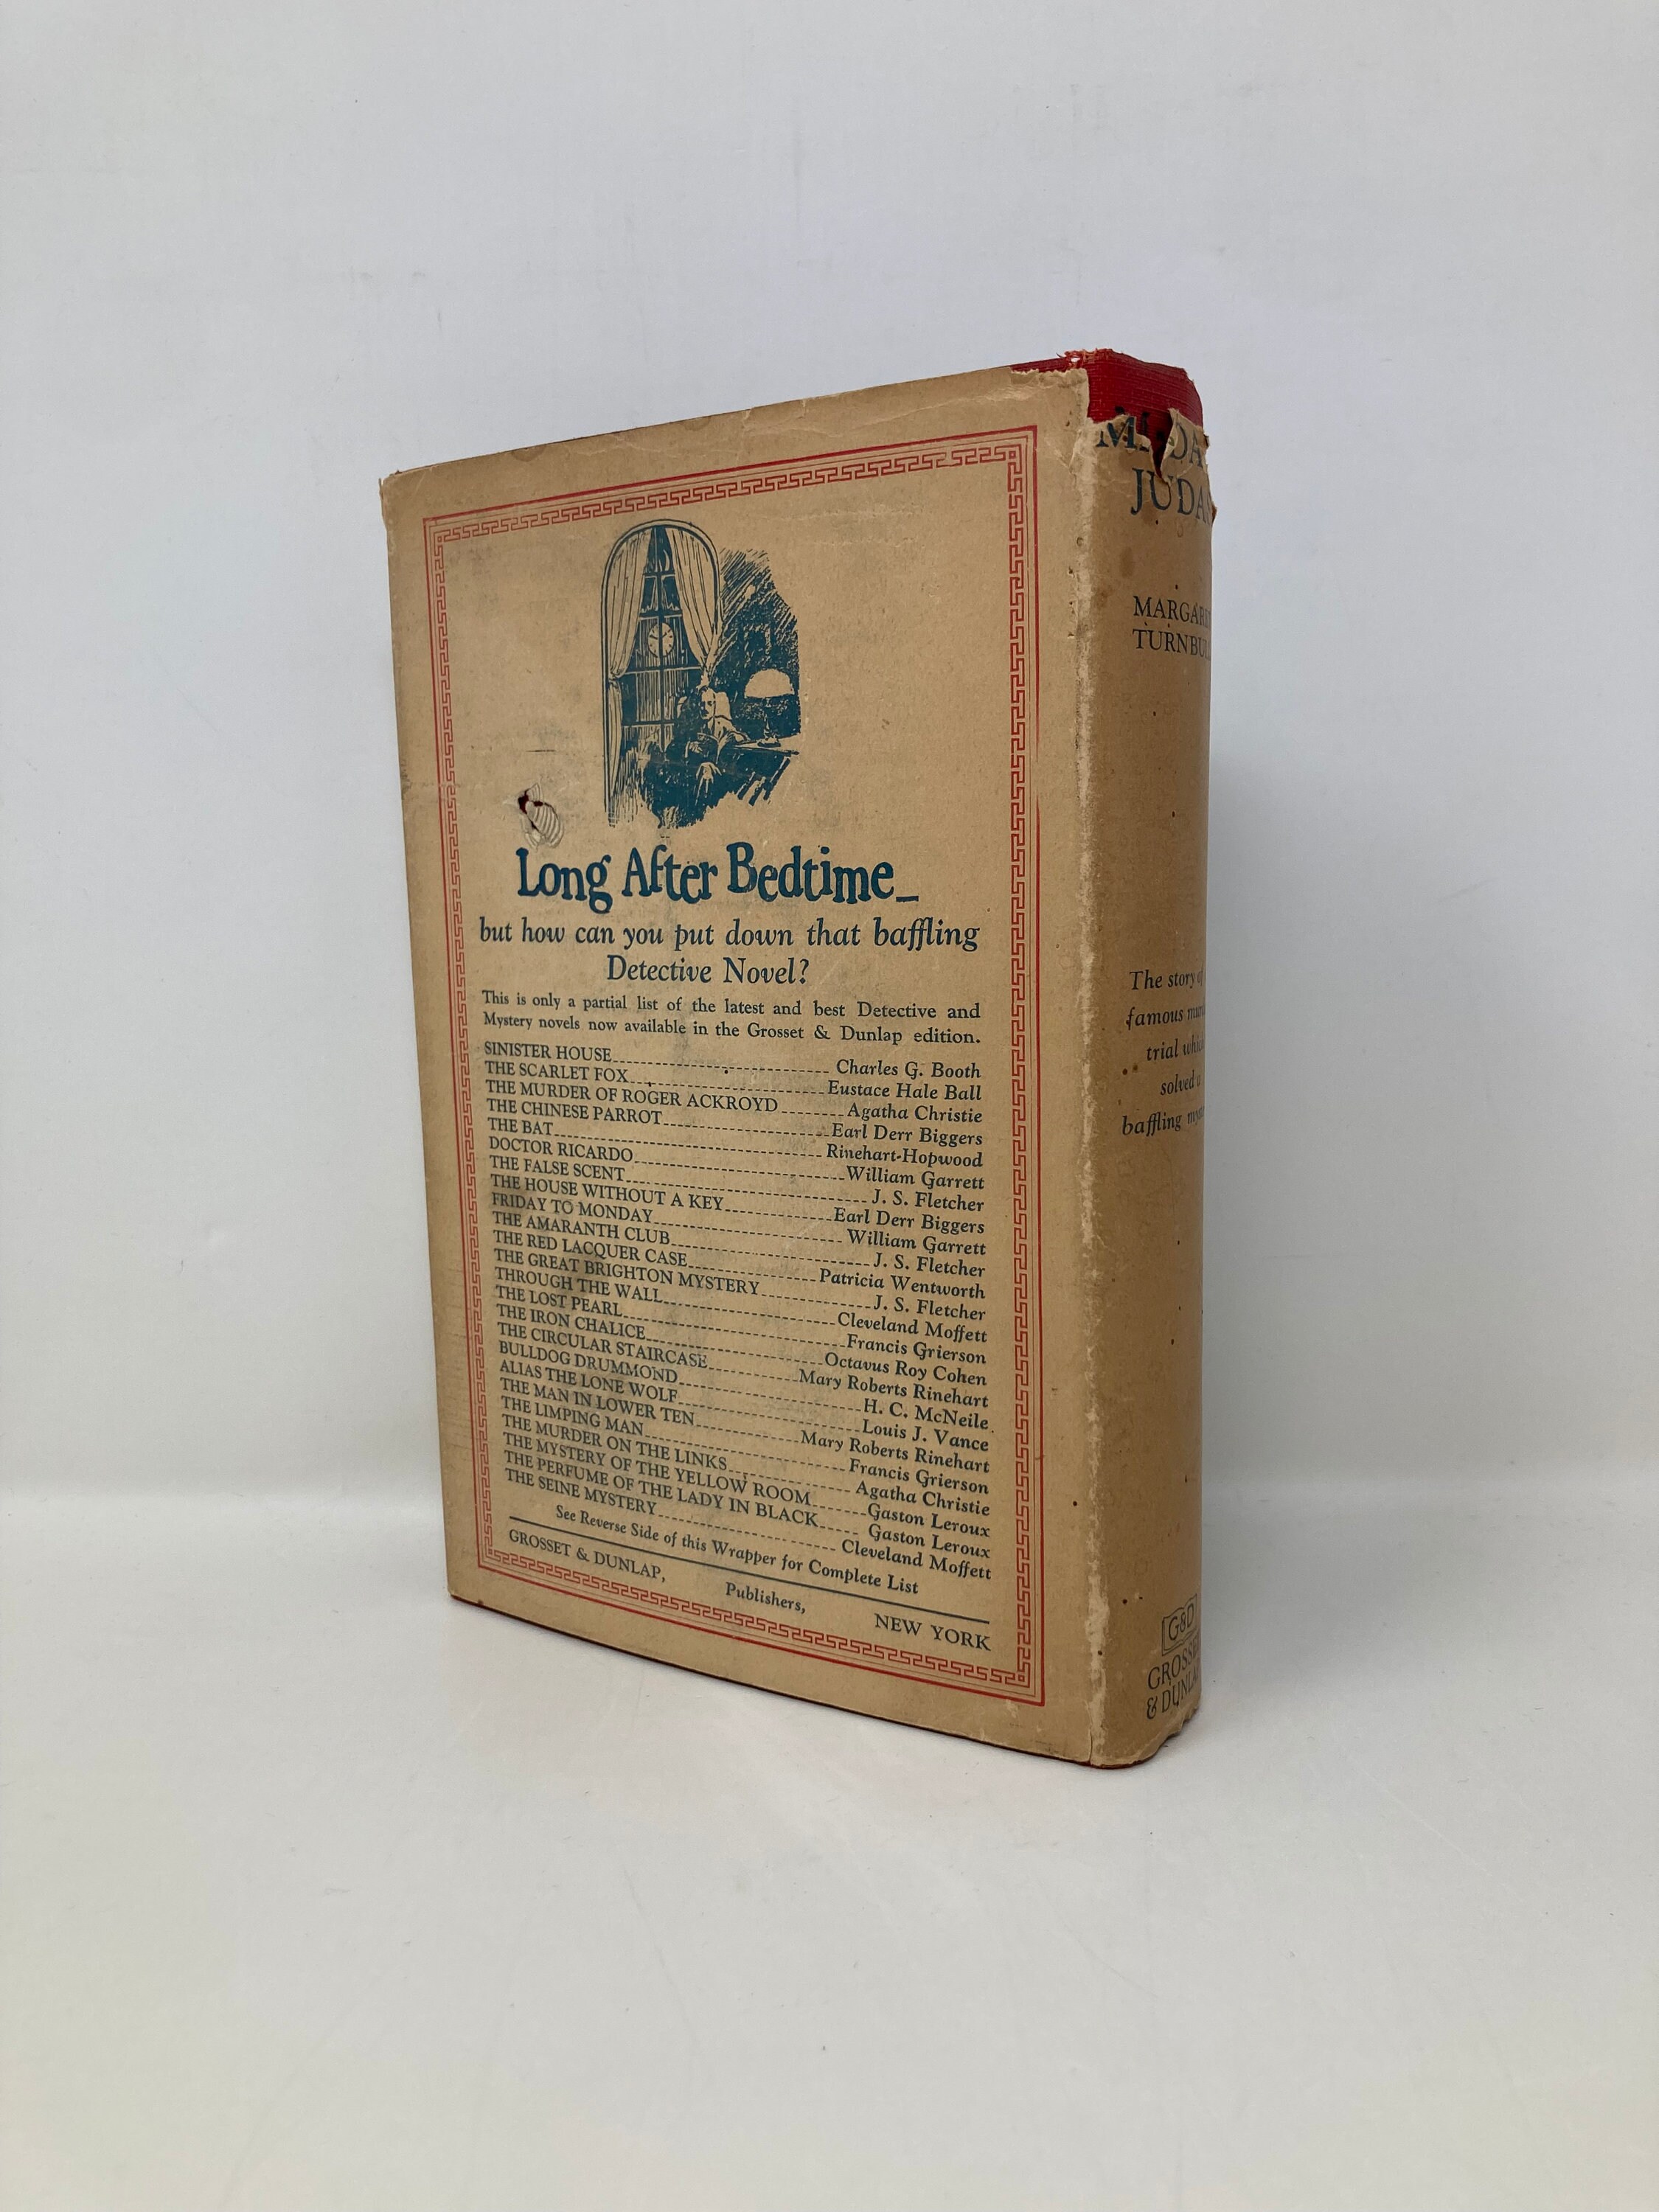 Long After Bedtime_
but how can you put down that baffling
Detective Novel?
This is only a partial list of the latest and best Detective and
Mystery novels now available in the Grosset & Dunlap edition.
SINISTER HOUSE Charles G. Booth
THE SCARLET FOX Eustace Hale Ball
THE MURDER OF ROGER ACKROYD Agatha Christie
THE CHINESE PARROT Earl Derr Biggers
THE BAT Rinehart-Hopwood
DOCTOR RICARDO William Garrett
THE FALSE SCENT J. S. Fletcher
THE HOUSE WITHOUT A KEY Earl Derr Biggers
FRIDAY TO MONDAY William Garrett
THE AMARANTH CLUB J. S. Fletcher
THE RED LACQUER CASE Patricia Wentworth
THE GREAT BRIGHTON MYSTERY J. S. Fletcher
THROUGH THE WALL Cleveland Moffett
THE LOST PEARL Francis Grierson
THE IRON CHALICE Octavus Roy Cohen
THE CIRCULAR STAIRCASE Mary Roberts Rinehart
BULLDOG DRUMMOND H. C. McNeile
ALIAS THE LONE WOLF Louis J. Vance
THE MAN IN LOWER TEN Mary Roberts Rinehart
THE LIMPING MAN Francis Grierson
THE MURDER ON THE LINKS Agatha Christie
THE MYSTERY OF THE YELLOW ROOM Gaston Leroux
THE PERFUME OF THE LADY IN BLACK Gaston Leroux
THE SEINE MYSTERY Cleveland Moffett
See Reverse Side of this Wrapper for Complete List
GROSSET & DUNLAP, Publishers, NEW YORK
JUDA
MARGARE
TURNBUL
The story
famous
trial
solved
baffling
G&D
GROSSE
& DUNLA